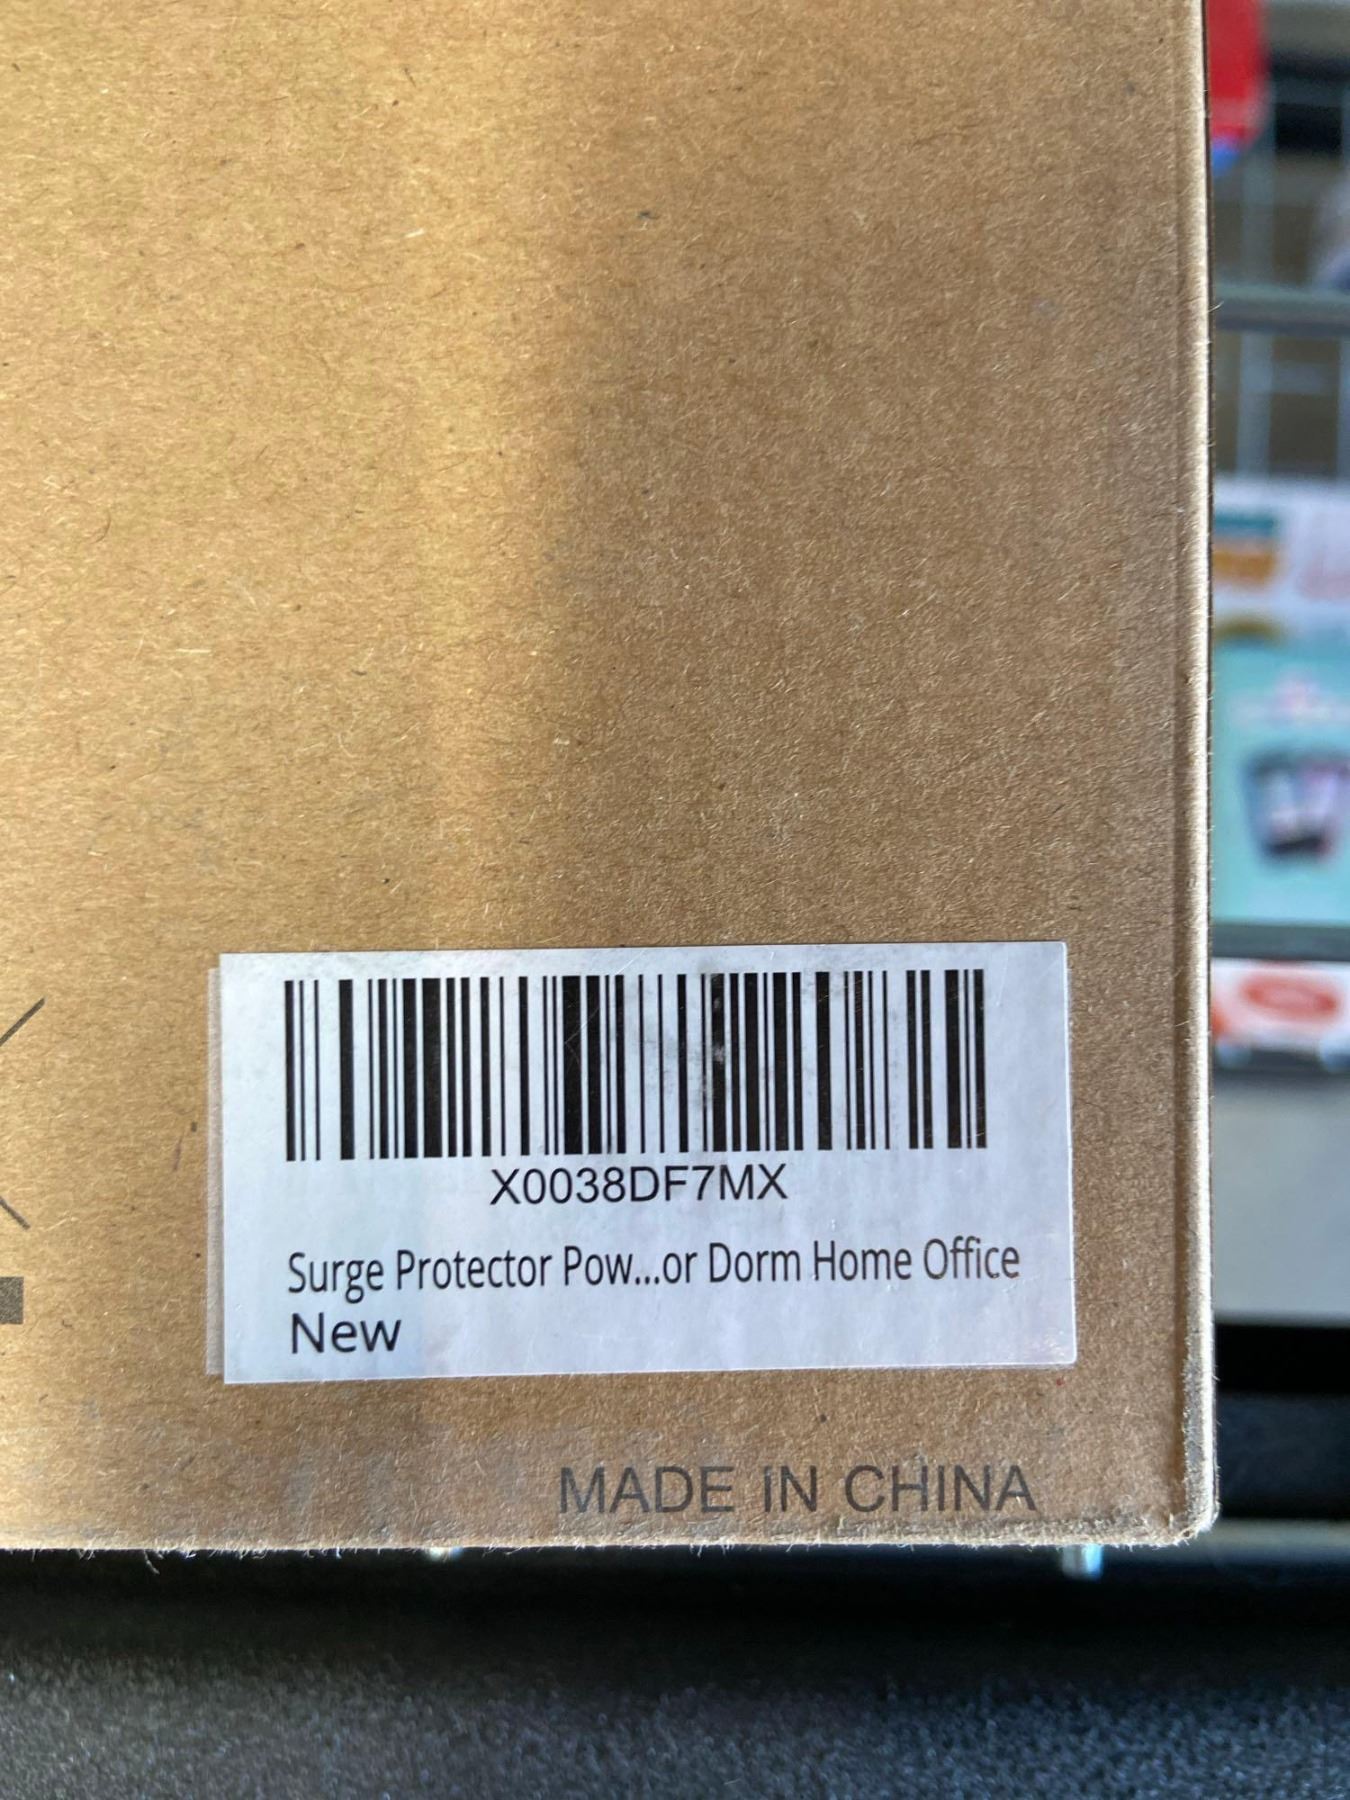 X0038DF7MX
Surge Protector Pow...or Dorm Home Office
New
MADE IN CHINA